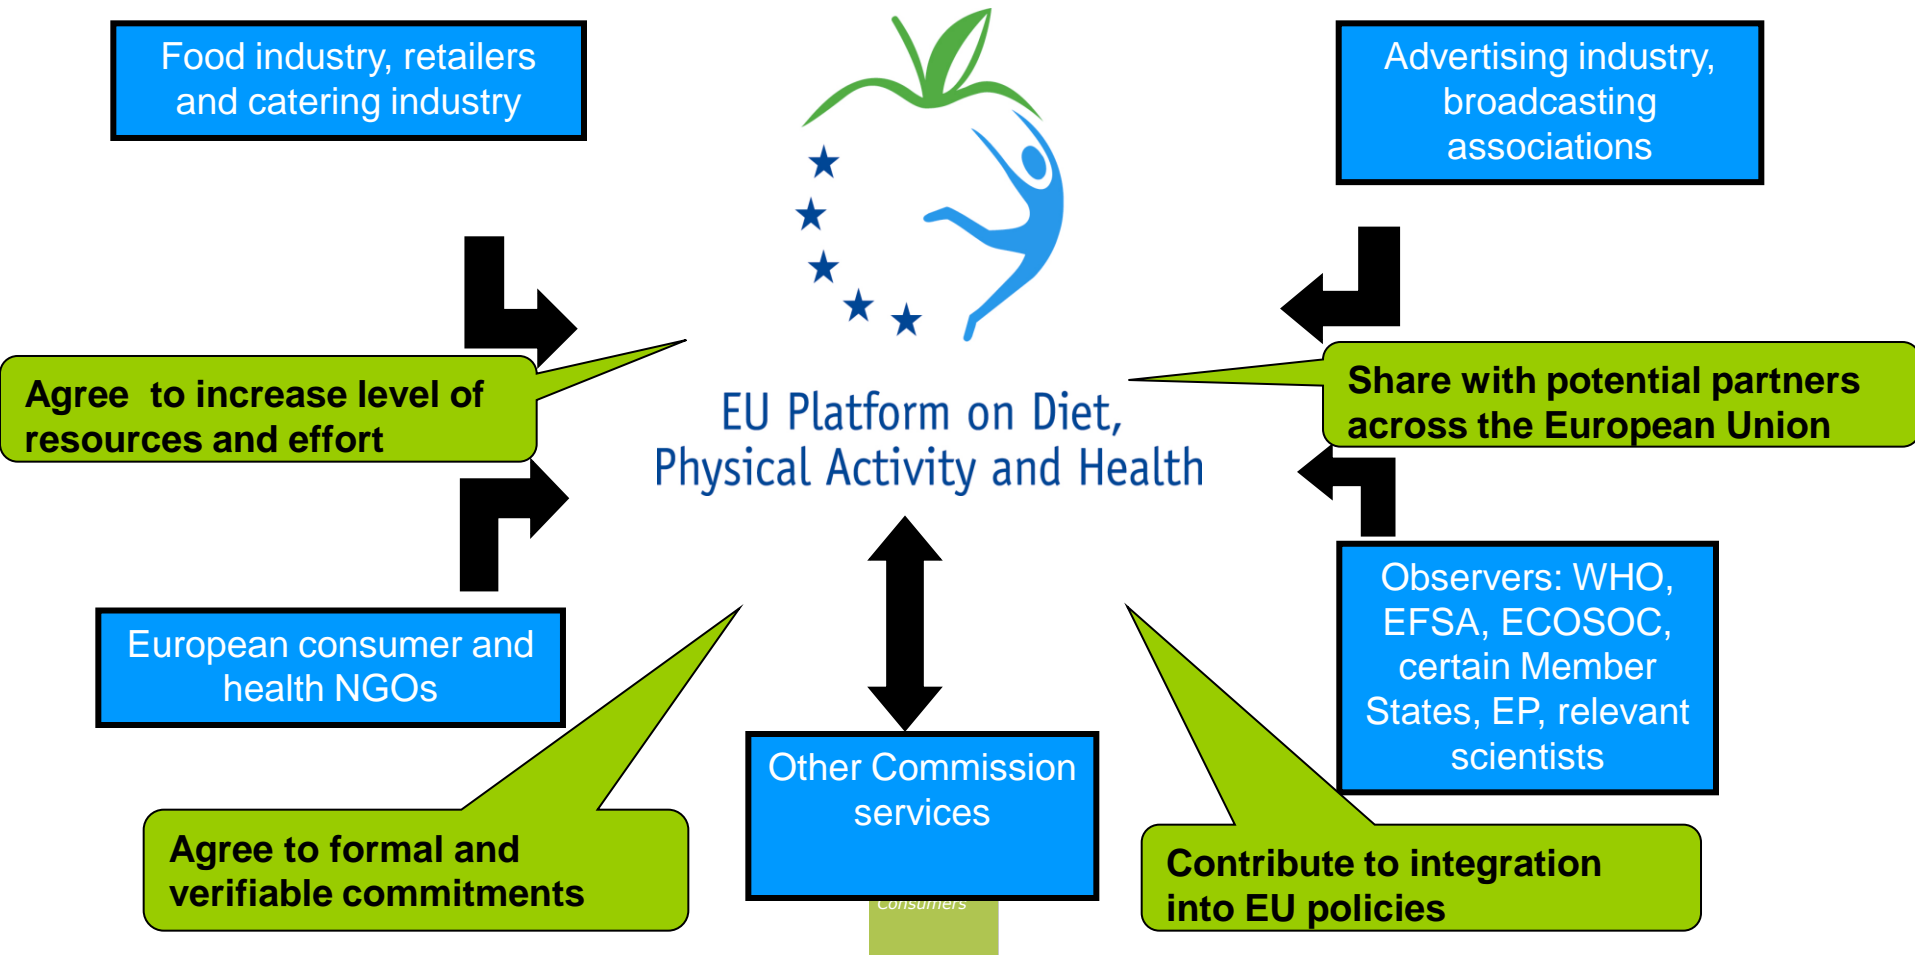 Food industry, retailers
and catering industry
Advertising industry,
broadcasting
associations
Agree to increase level of
resources and effort
EU Platform on Diet,
Physical Activity and Health
Share with potential partners
across the European Union
European consumer and
health NGOs
Observers: WHO,
EFSA, ECOSOC,
certain Member
States, EP, relevant
scientists
Other Commission
services
Agree to formal and
verifiable commitments
Contribute to integration
into EU policies
Consumers